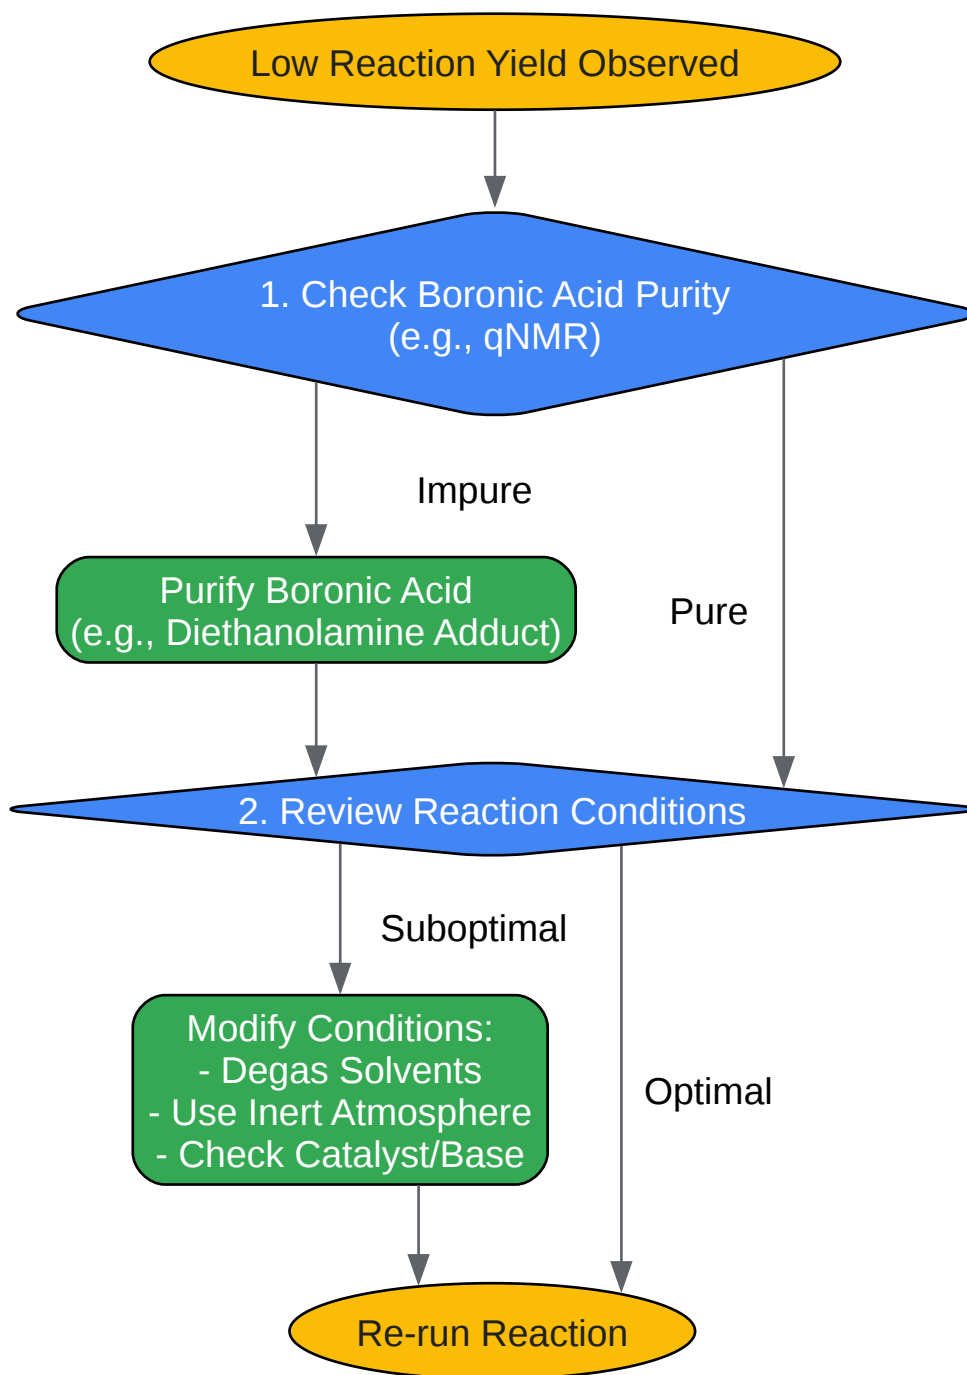 Low Reaction Yield Observed
1. Check Boronic Acid Purity
(e.g., qNMR)
Impure
Purify Boronic Acid
(e.g., Diethanolamine Adduct)
Pure
2. Review Reaction Conditions
Suboptimal
Modify Conditions:
- Degas Solvents
- Use Inert Atmosphere
- Check Catalyst/Base
Optimal
Re-run Reaction